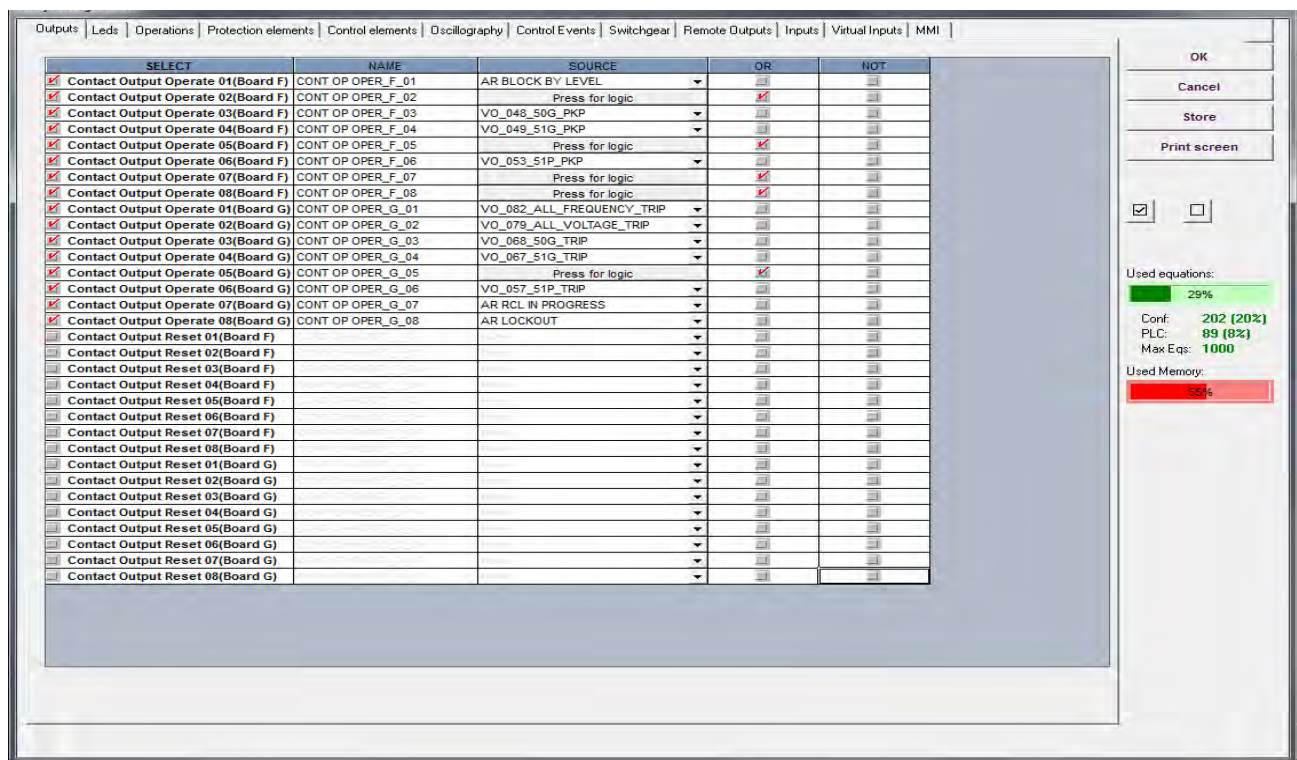 Outputs Leds Operations Protection elements Control elements Oscillography Control Events Switchgear Remote Outputs Inputs Virtual Inputs MMI
SELECT NAME SOURCE OR NOT
Contact Output Operate 01(Board F) CONT OP OPER_F_01 AR BLOCK BY LEVEL
Contact Output Operate 02(Board F) CONT OP OPER_F_02 Press for logic
Contact Output Operate 03(Board F) CONT OP OPER_F_03 VO_048_50G_PKP
Contact Output Operate 04(Board F) CONT OP OPER_F_04 VO_049_51G_PKP
Contact Output Operate 05(Board F) CONT OP OPER_F_05 Press for logic
Contact Output Operate 06(Board F) CONT OP OPER_F_06 VO_053_51P_PKP
Contact Output Operate 07(Board F) CONT OP OPER_F_07 Press for logic
Contact Output Operate 08(Board F) CONT OP OPER_F_08 Press for logic
Contact Output Operate 01(Board G) CONT OP OPER_G_01 VO_082_ALL_FREQUENCY_TRIP
Contact Output Operate 02(Board G) CONT OP OPER_G_02 VO_079_ALL_VOLTAGE_TRIP
Contact Output Operate 03(Board G) CONT OP OPER_G_03 VO_068_50G_TRIP
Contact Output Operate 04(Board G) CONT OP OPER_G_04 VO_067_51G_TRIP
Contact Output Operate 05(Board G) CONT OP OPER_G_05 Press for logic
Contact Output Operate 06(Board G) CONT OP OPER_G_06 VO_057_51P_TRIP
Contact Output Operate 07(Board G) CONT OP OPER_G_07 AR RCL IN PROGRESS
Contact Output Operate 08(Board G) CONT OP OPER_G_08 AR LOCKOUT
Contact Output Reset 01(Board F)
Contact Output Reset 02(Board F)
Contact Output Reset 03(Board F)
Contact Output Reset 04(Board F)
Contact Output Reset 05(Board F)
Contact Output Reset 06(Board F)
Contact Output Reset 07(Board F)
Contact Output Reset 08(Board F)
Contact Output Reset 01(Board G)
Contact Output Reset 02(Board G)
Contact Output Reset 03(Board G)
Contact Output Reset 04(Board G)
Contact Output Reset 05(Board G)
Contact Output Reset 06(Board G)
Contact Output Reset 07(Board G)
Contact Output Reset 08(Board G)
OK
Cancel
Store
Print screen
Used equations:
29%
Conf: 202 (20%)
PLC: 89 (8%)
Max Eqs: 1000
Used Memory:
55%